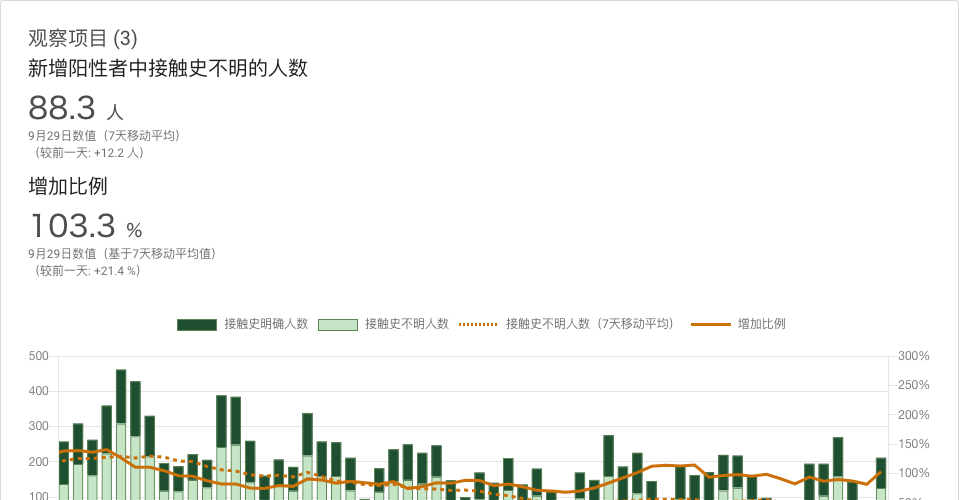 观察项目 (3)
新增阳性者中接触史不明的人数
88.3 人
9月29日数值（7天移动平均）
（较前一天: +12.2 人）
增加比例
103.3 %
9月29日数值（基于7天移动平均值）
（较前一天: +21.4 %）
接触史明确人数 接触史不明人数 接触史不明人数（7天移动平均） 增加比例
500 300%
250%
400
200%
300
150%
200
100%
100